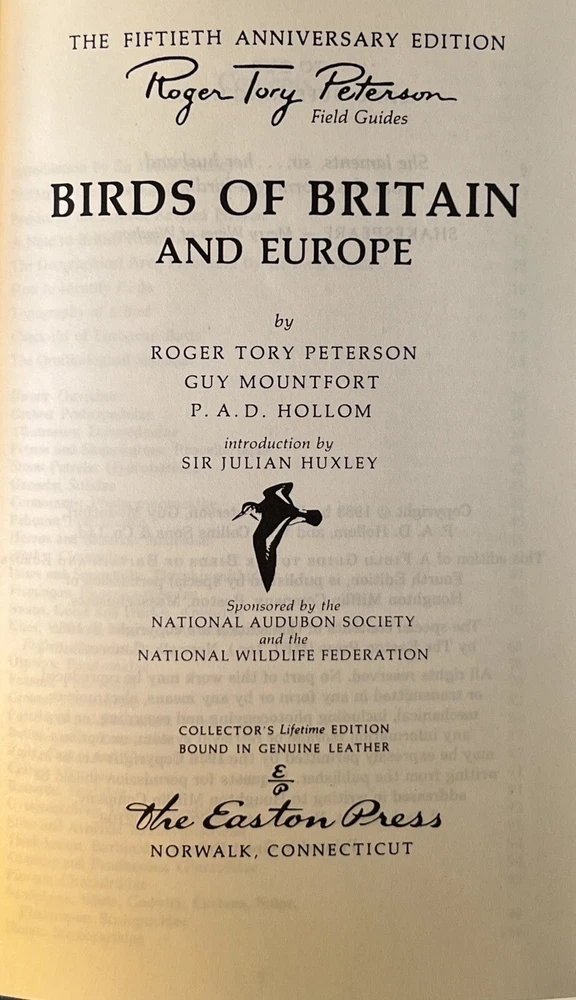 THE FIFTIETH ANNIVERSARY EDITION
Roger Tory Peterson
Field Guides
BIRDS OF BRITAIN
AND EUROPE
by
ROGER TORY PETERSON
GUY MOUNTFORT
P. A. D. HOLLOM
introduction by
SIR JULIAN HUXLEY
Sponsored by the
NATIONAL AUDUBON SOCIETY
and the
NATIONAL WILDLIFE FEDERATION
COLLECTOR'S Lifetime EDITION
BOUND IN GENUINE LEATHER
E
P
The Easton Press
NORWALK, CONNECTICUT